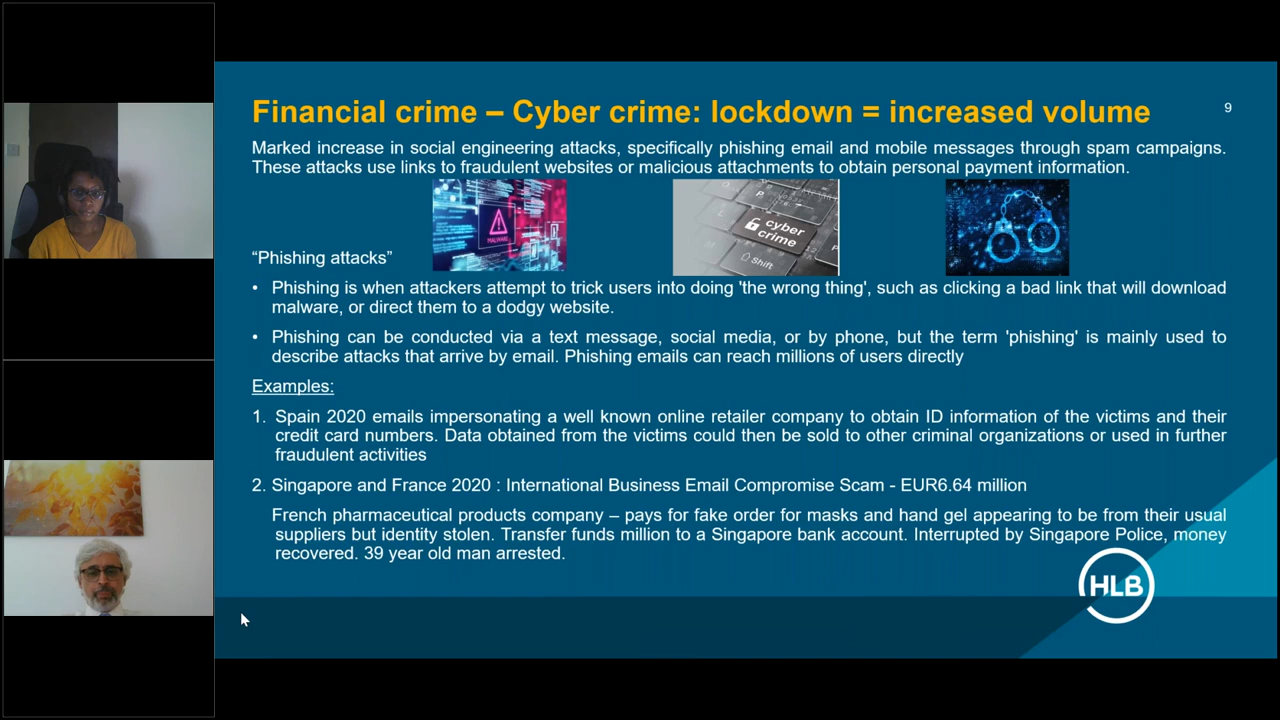 Financial crime – Cyber crime: lockdown = increased volume
9
Marked increase in social engineering attacks, specifically phishing email and mobile messages through spam campaigns.
These attacks use links to fraudulent websites or malicious attachments to obtain personal payment information.
MALWARE
cyber
crime
Shift
“Phishing attacks”
• Phishing is when attackers attempt to trick users into doing 'the wrong thing', such as clicking a bad link that will download
malware, or direct them to a dodgy website.
• Phishing can be conducted via a text message, social media, or by phone, but the term 'phishing' is mainly used to
describe attacks that arrive by email. Phishing emails can reach millions of users directly
Examples:
1. Spain 2020 emails impersonating a well known online retailer company to obtain ID information of the victims and their
credit card numbers. Data obtained from the victims could then be sold to other criminal organizations or used in further
fraudulent activities
2. Singapore and France 2020 : International Business Email Compromise Scam - EUR6.64 million
French pharmaceutical products company – pays for fake order for masks and hand gel appearing to be from their usual
suppliers but identity stolen. Transfer funds million to a Singapore bank account. Interrupted by Singapore Police, money
recovered. 39 year old man arrested.
HLB